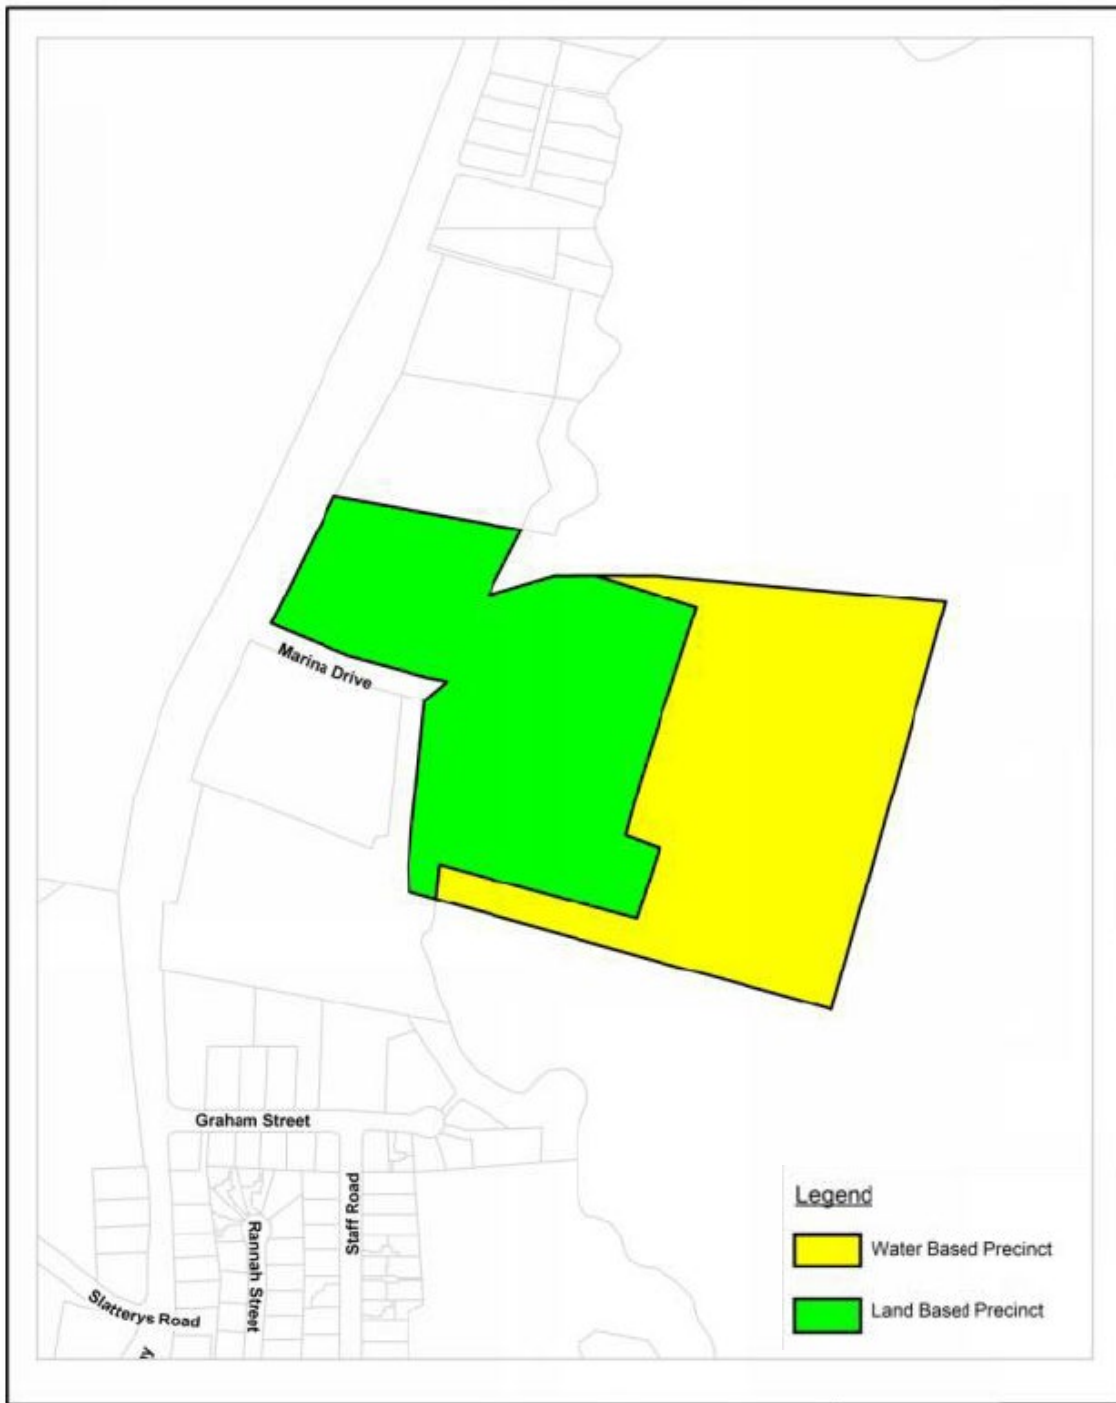 Marina Drive
Graham Street
Staff Road
Rannah Street
Slatterys Road
Legend
Water Based Precinct
Land Based Precinct